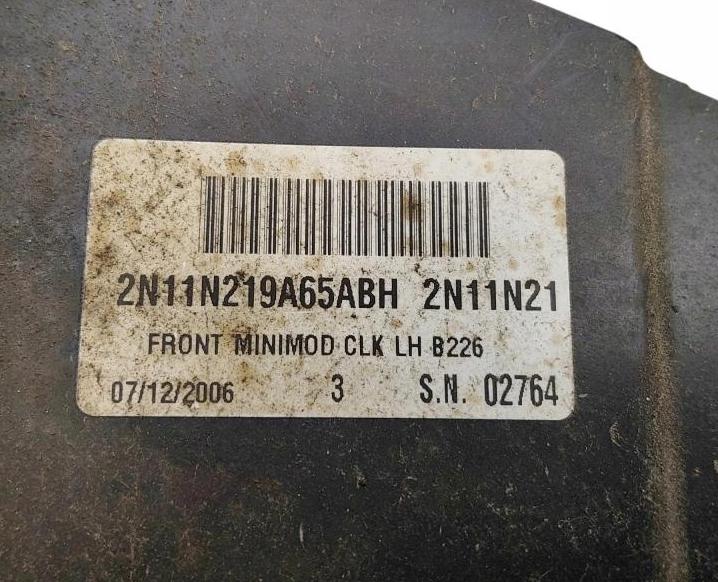 2N11N219A65ABH 2N11N21
FRONT MINIMOD CLK LH B226
07/12/2006 3 S.N. 02764